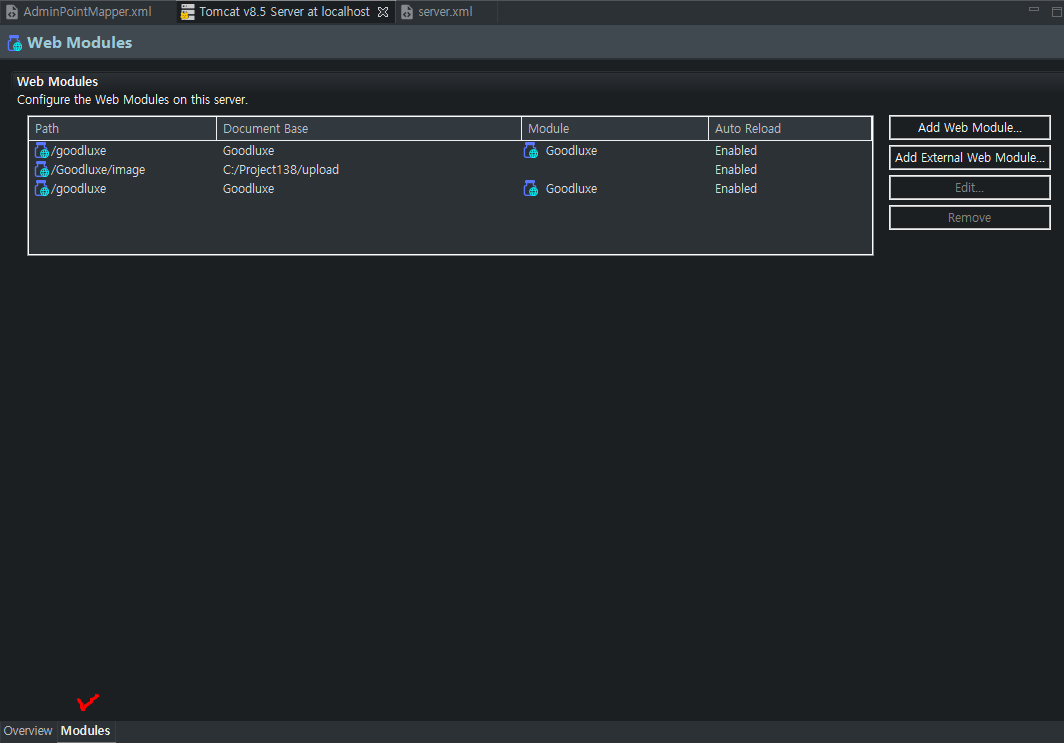 AdminPointMapper.xml Tomcat v8.5 Server at localhost server.xml
Web Modules
Web Modules
Configure the Web Modules on this server.
Path Document Base Module Auto Reload
/goodluxe Goodluxe Goodluxe Enabled
/Goodluxe/image C:/Project138/upload Enabled
/goodluxe Goodluxe Goodluxe Enabled
Add Web Module...
Add External Web Module...
Edit...
Remove
Overview Modules